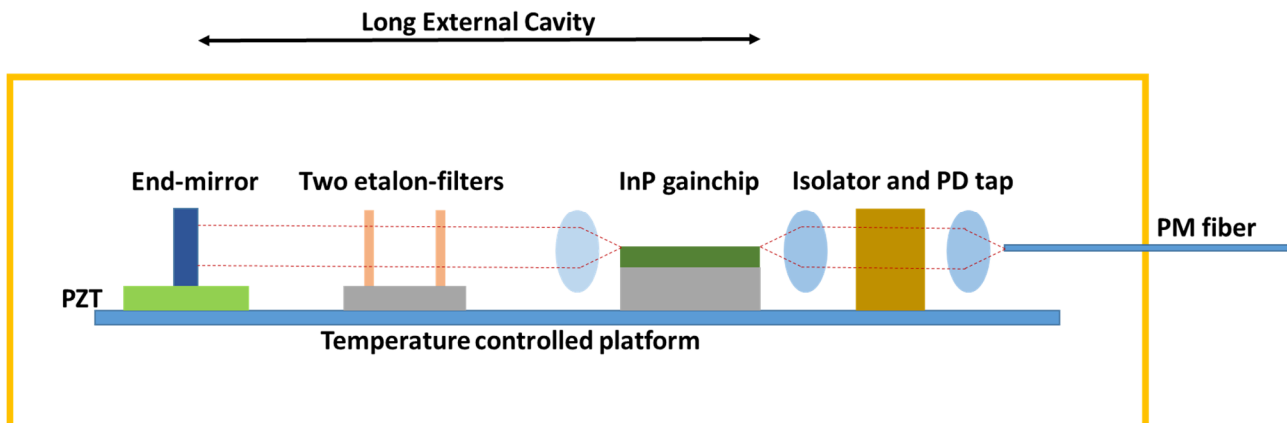 Long External Cavity
End-mirror
Two etalon-filters
InP gainchip
Isolator and PD tap
PM fiber
PZT
Temperature controlled platform